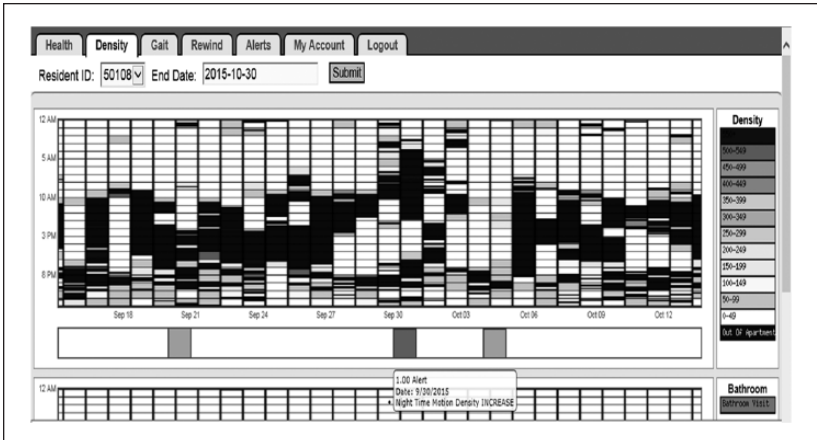 Health Density Gait Rewind Alerts My Account Logout
Resident ID: 50108 End Date: 2015-10-30 Submit
12 AM
5 AM
10 AM
3 PM
8 PM
Sep 18 Sep 21 Sep 24 Sep 27 Sep 30 Oct 03 Oct 06 Oct 09 Oct 12
Density
500-549
450-499
400-449
350-399
300-349
250-299
200-249
150-199
100-149
50-99
0-49
Out Of Apartment
1.00 Alert
Date: 9/30/2015
• Night Time Motion Density INCREASE
12 AM
Bathroom
Bathroom Visit